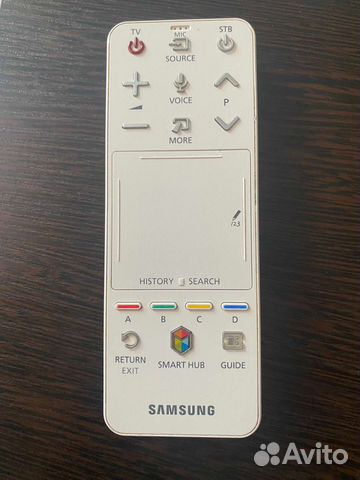 TV MIC STB
SOURCE
VOICE P
MORE
123
HISTORY SEARCH
A B C D
RETURN
EXIT
SMART HUB
GUIDE
SAMSUNG
Avito